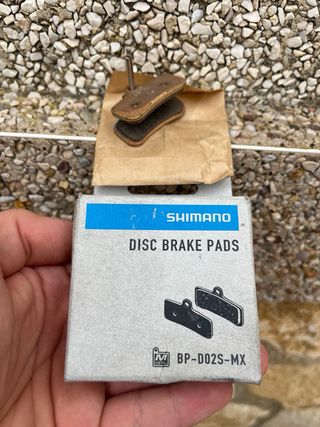 SHIMANO
DISC BRAKE PADS
M
BP-D02S-MX